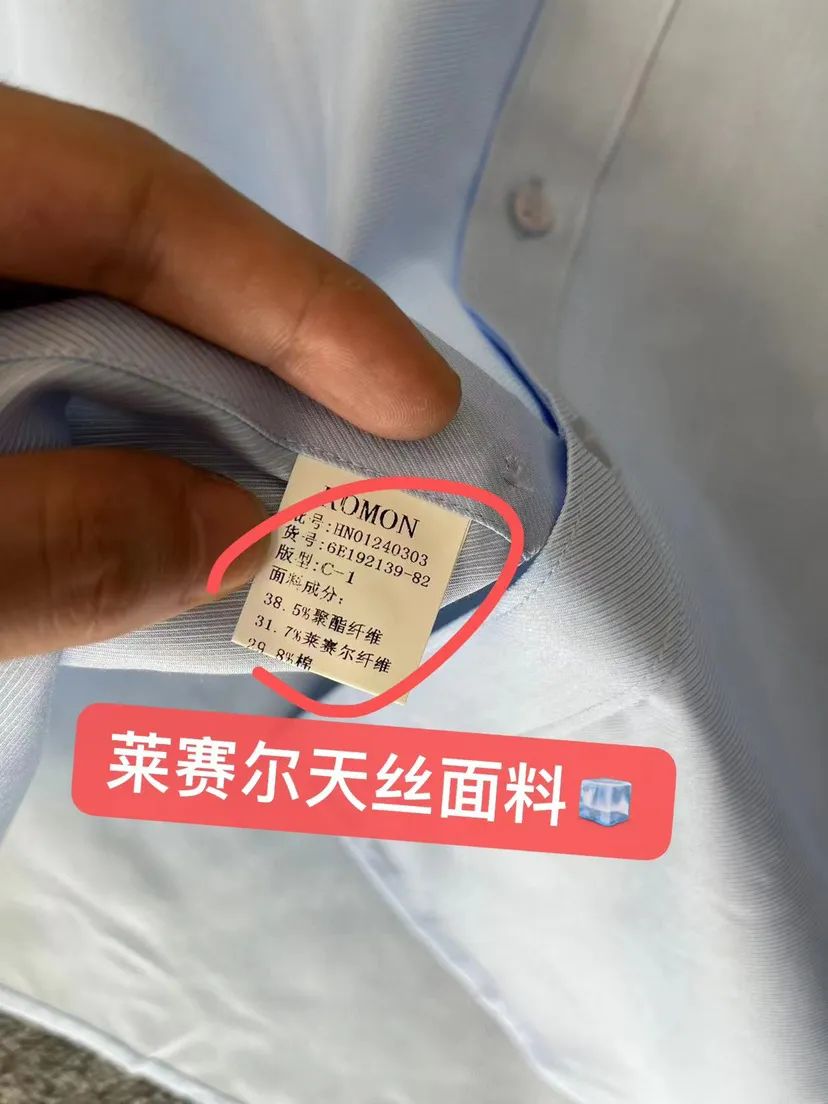 ROMON
批号:HN01240303
货号:6E192139-82
版型:C-1
面料成分:
38.5%聚酯纤维
31.7%莱赛尔纤维
29.8%棉
莱赛尔天丝面料